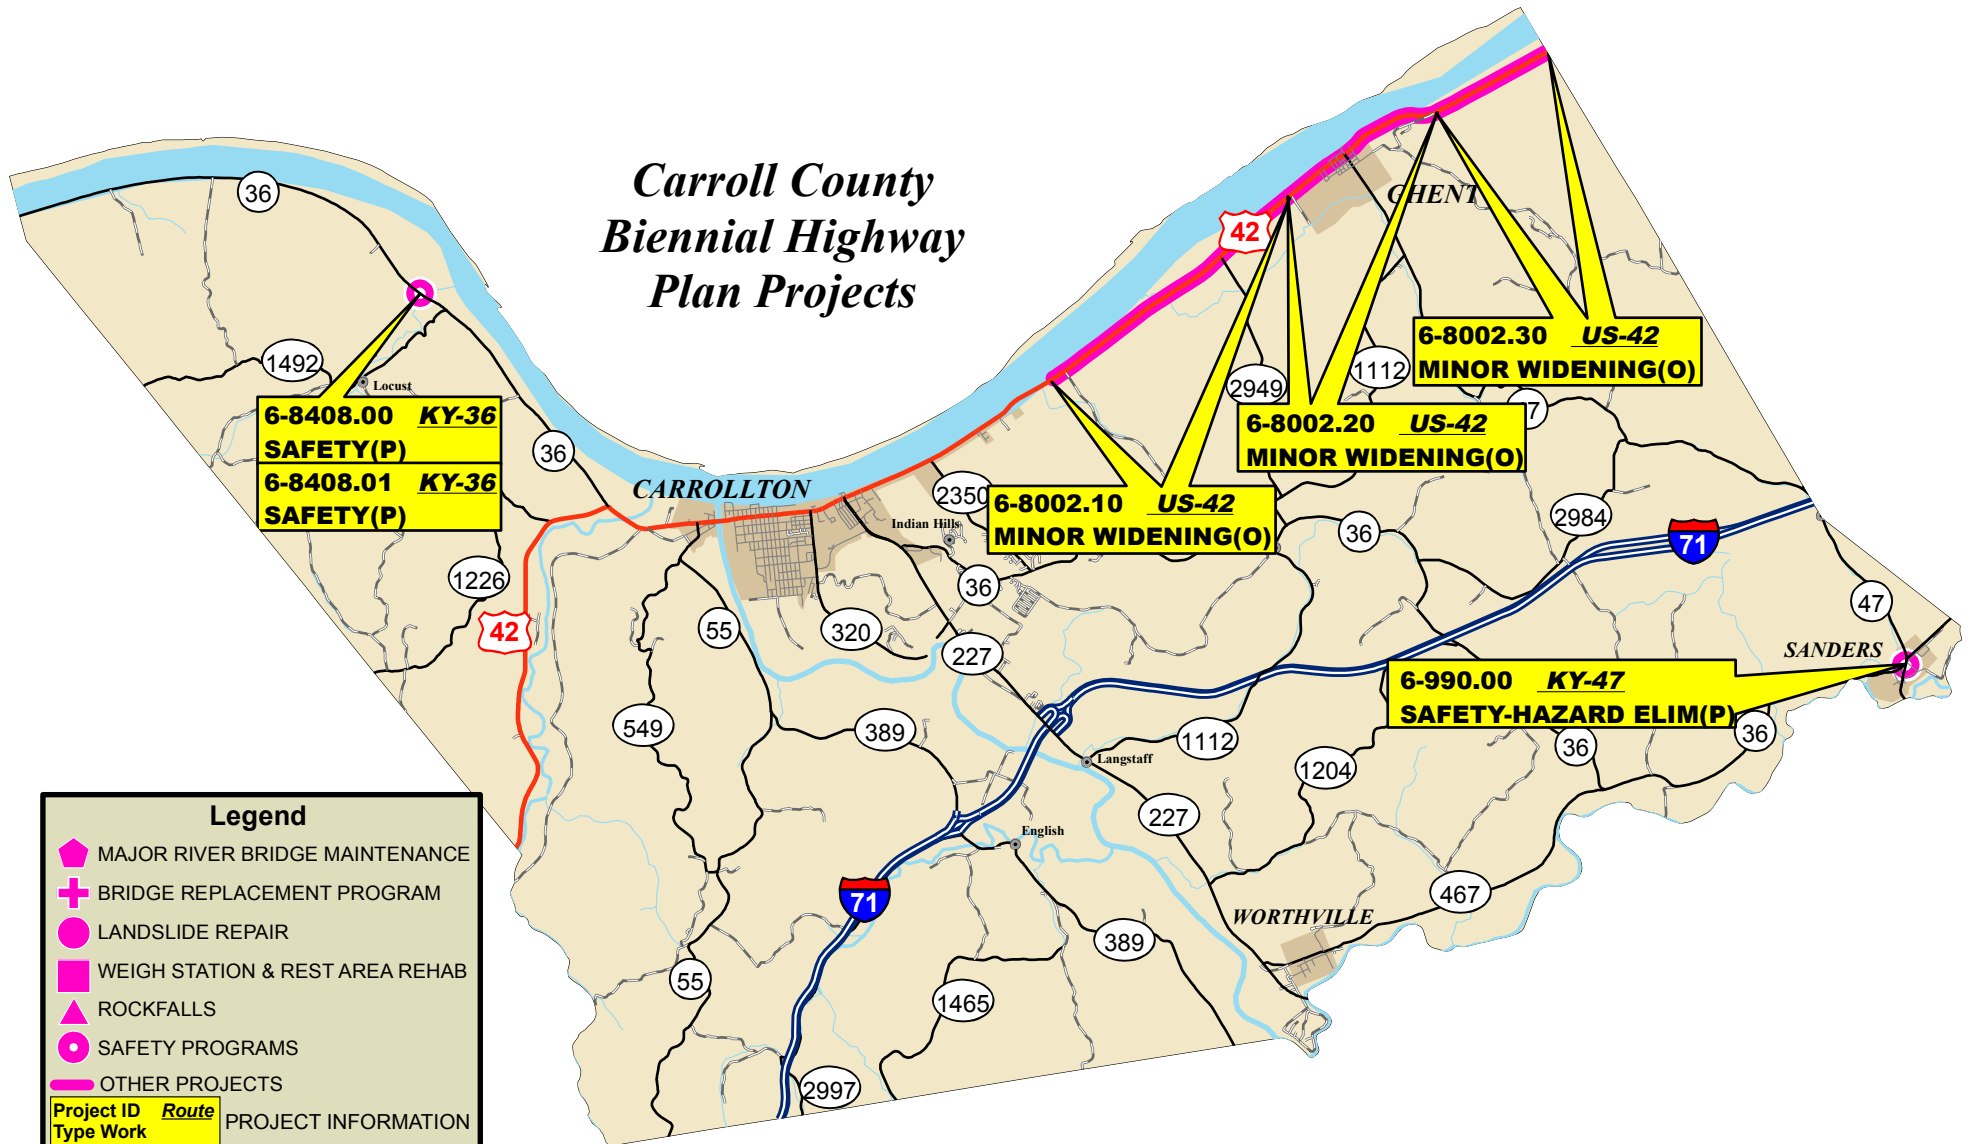 Carroll County
Biennial Highway
Plan Projects
36
1492
Locust
6-8408.00 KY-36
SAFETY(P)
6-8408.01 KY-36
SAFETY(P)
36
1226
42
CARROLLTON
55
320
549
389
Indian Hills
2350
36
227
42
GHENT
2949
1112
6-8002.30 US-42
MINOR WIDENING(O)
6-8002.20 US-42
MINOR WIDENING(O)
6-8002.10 US-42
MINOR WIDENING(O)
36
2984
71
47
SANDERS
6-990.00 KY-47
SAFETY-HAZARD ELIM(P)
36
36
1112
Langstaff
1204
227
English
71
467
WORTHVILLE
389
55
1465
2997
Legend
MAJOR RIVER BRIDGE MAINTENANCE
BRIDGE REPLACEMENT PROGRAM
LANDSLIDE REPAIR
WEIGH STATION & REST AREA REHAB
ROCKFALLS
SAFETY PROGRAMS
OTHER PROJECTS
Project ID Route
Type Work
PROJECT INFORMATION